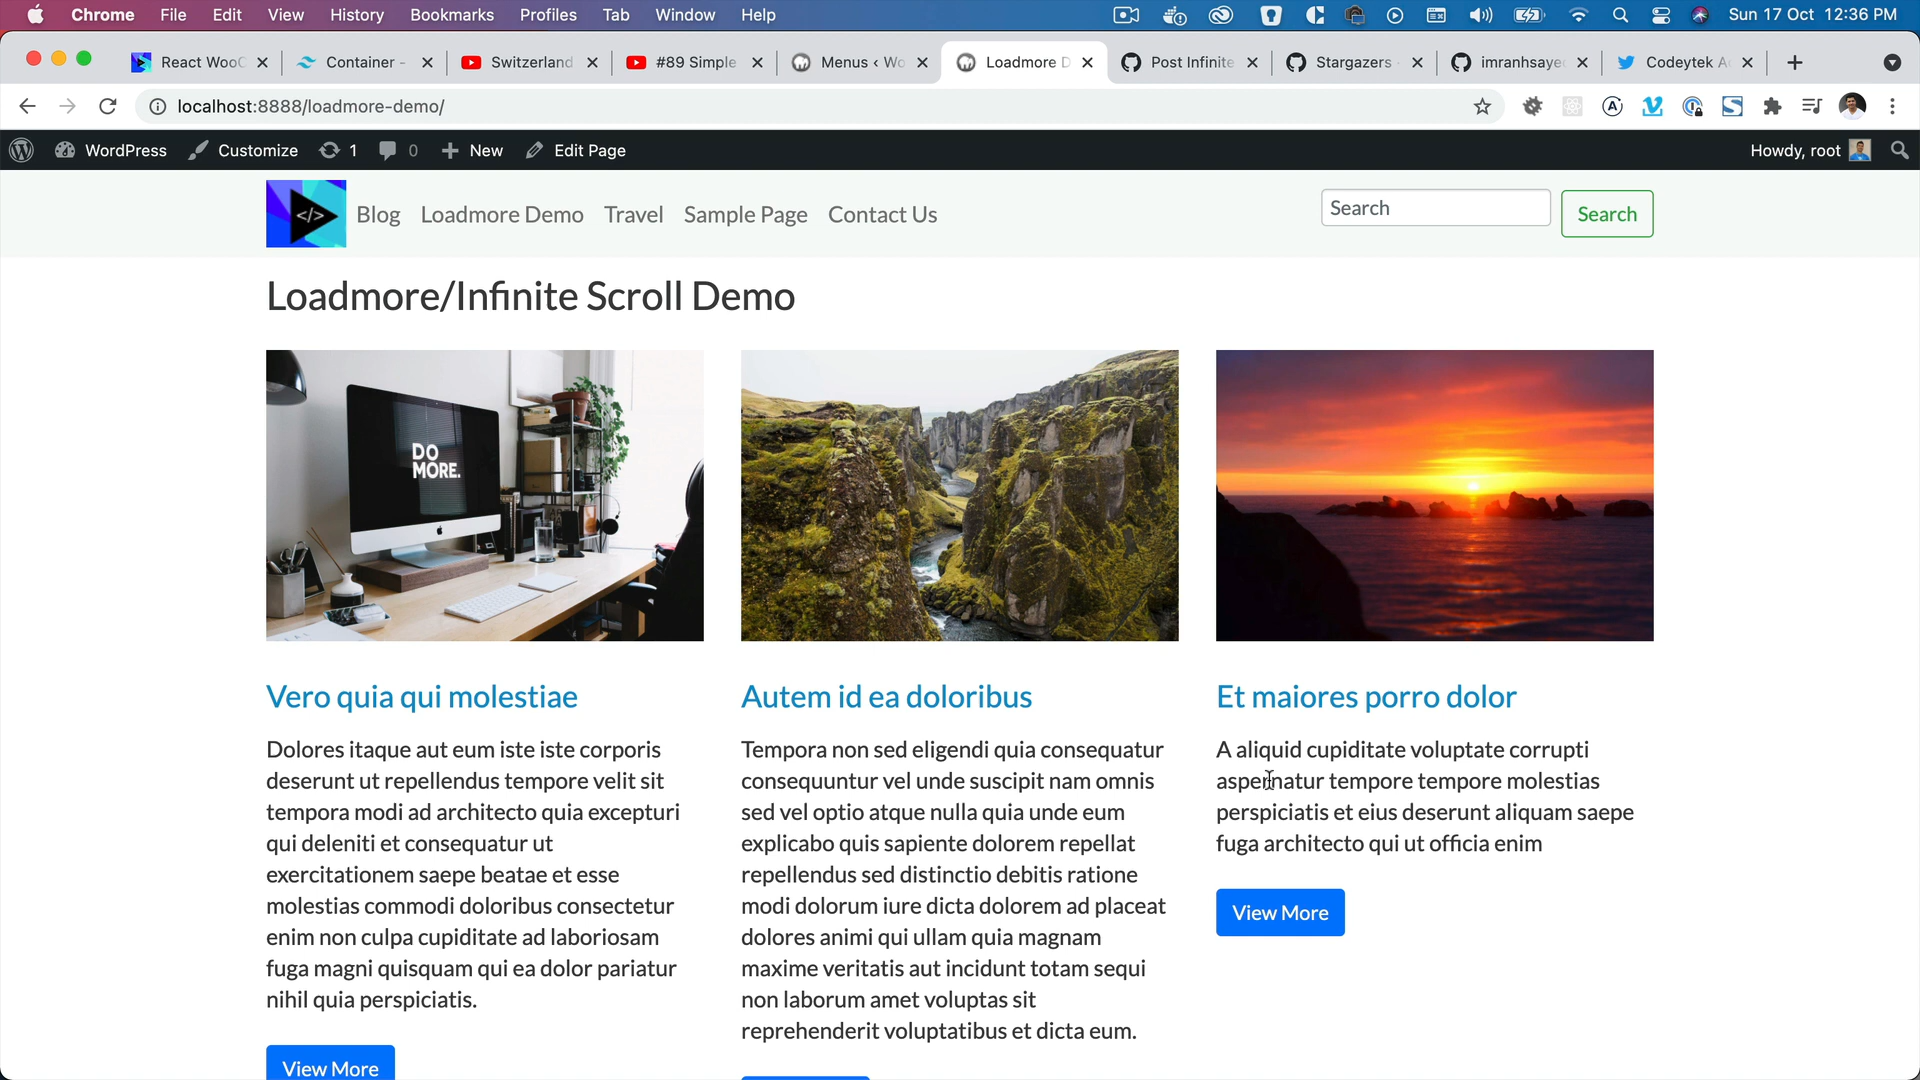 Chrome File Edit View History Bookmarks Profiles Tab Window Help Sun 17 Oct 12:36 PM
React WooC Container - Switzerland #89 Simple Menus ‹ Wo Loadmore D Post Infinite Stargazers imranhsaye Codeytek A
localhost:8888/loadmore-demo/
WordPress Customize 1 0 New Edit Page Howdy, root
Blog Loadmore Demo Travel Sample Page Contact Us Search Search
Loadmore/Infinite Scroll Demo
DO
MORE.
Vero quia qui molestiae
Dolores itaque aut eum iste iste corporis
deserunt ut repellendus tempore velit sit
tempora modi ad architecto quia excepturi
qui deleniti et consequatur ut
exercitationem saepe beatae et esse
molestias commodi doloribus consectetur
enim non culpa cupiditate ad laboriosam
fuga magni quisquam qui ea dolor pariatur
nihil quia perspiciatis.
View More
Autem id ea doloribus
Tempora non sed eligendi quia consequatur
consequuntur vel unde suscipit nam omnis
sed vel optio atque nulla quia unde eum
explicabo quis sapiente dolorem repellat
repellendus sed distinctio debitis ratione
modi dolorum iure dicta dolorem ad placeat
dolores animi qui ullam quia magnam
maxime veritatis aut incidunt totam sequi
non laborum amet voluptas sit
reprehenderit voluptatibus et dicta eum.
Et maiores porro dolor
A aliquid cupiditate voluptate corrupti
aspernatur tempore tempore molestias
perspiciatis et eius deserunt aliquam saepe
fuga architecto qui ut officia enim
View More